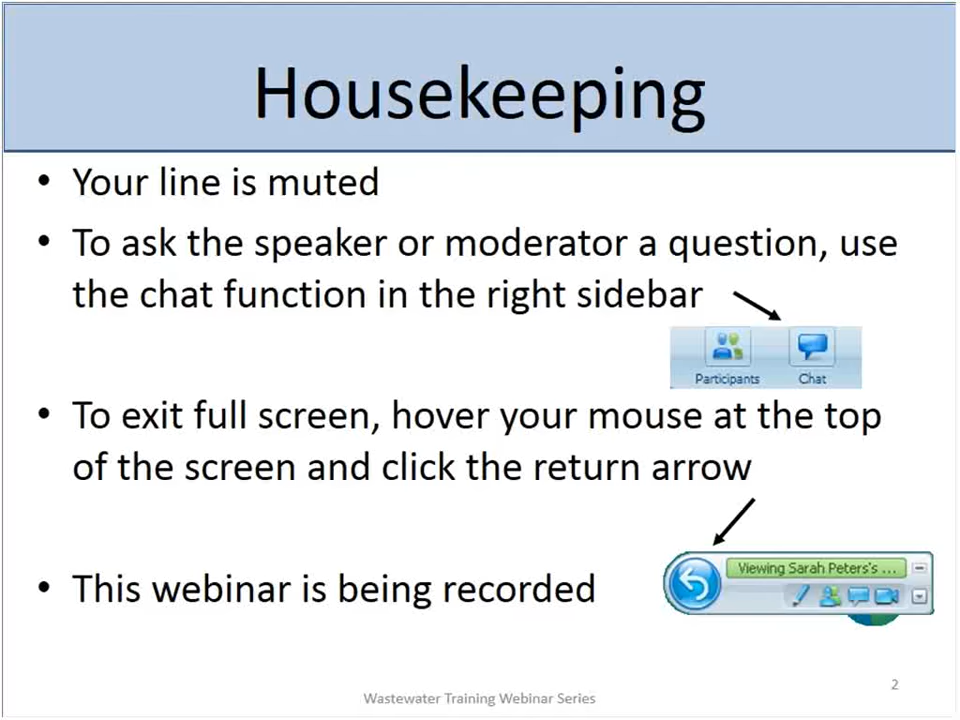 Housekeeping
• Your line is muted
• To ask the speaker or moderator a question, use
the chat function in the right sidebar
Participants Chat
• To exit full screen, hover your mouse at the top
of the screen and click the return arrow
Viewing Sarah Peters's ...
• This webinar is being recorded
2
Wastewater Training Webinar Series